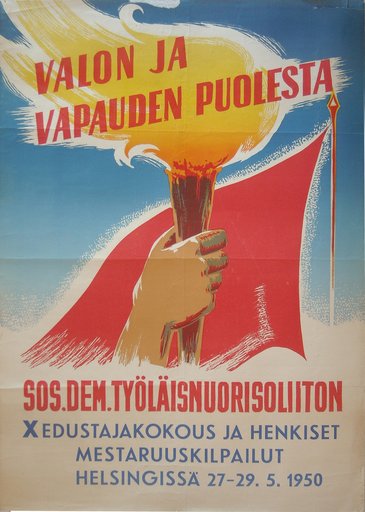 VALON JA
VAPAUDEN PUOLESTA
SOS.DEM.TYÖLÄISNUORISOLIITON
X EDUSTAJAKOKOUS JA HENKISET
MESTARUUSKILPAILUT
HELSINGISSÄ 27-29. 5. 1950